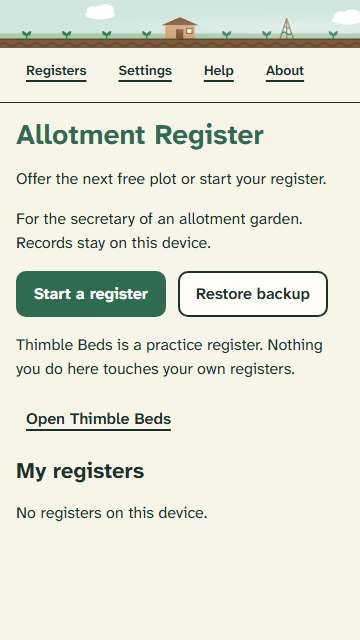 Registers Settings Help About
Allotment Register
Offer the next free plot or start your register.
For the secretary of an allotment garden.
Records stay on this device.
Start a register Restore backup
Thimble Beds is a practice register. Nothing
you do here touches your own registers.
Open Thimble Beds
My registers
No registers on this device.